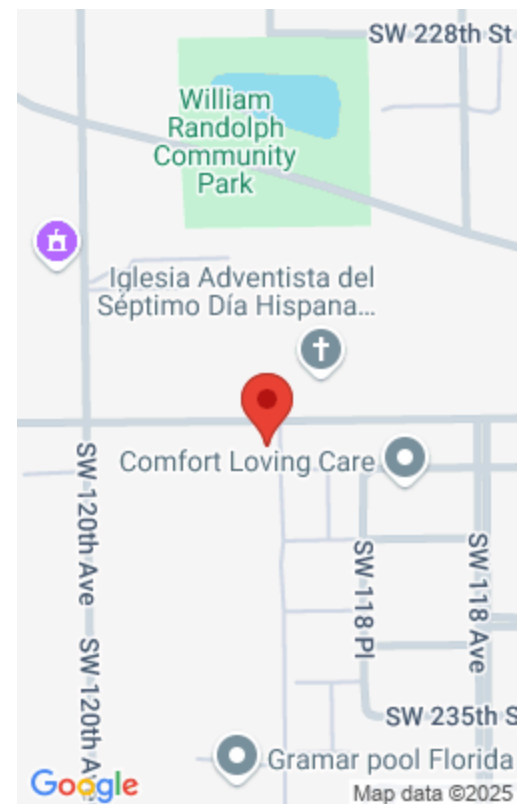 SW 228th St
William
Randolph
Community
Park
Iglesia Adventista del
Séptimo Día Hispana...
Comfort Loving Care
SW 120th Ave
SW 118 Pl
SW 118 Ave
SW 120th Av
SW 235th S
Gramar pool Florida
Google
Map data ©2025